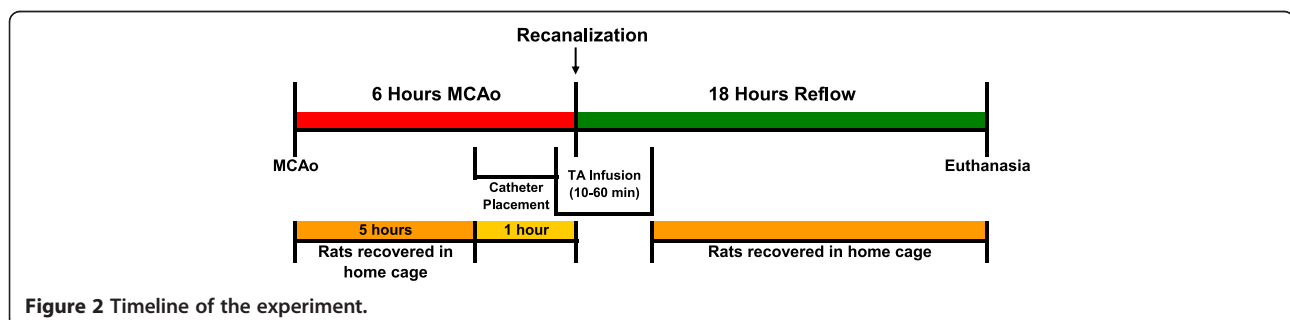 Recanalization
6 Hours MCAo
18 Hours Reflow
MCAo
Euthanasia
Catheter
Placement
TA Infusion
(10-60 min)
5 hours
1 hour
Rats recovered in
home cage
Rats recovered in home cage
Figure 2 Timeline of the experiment.